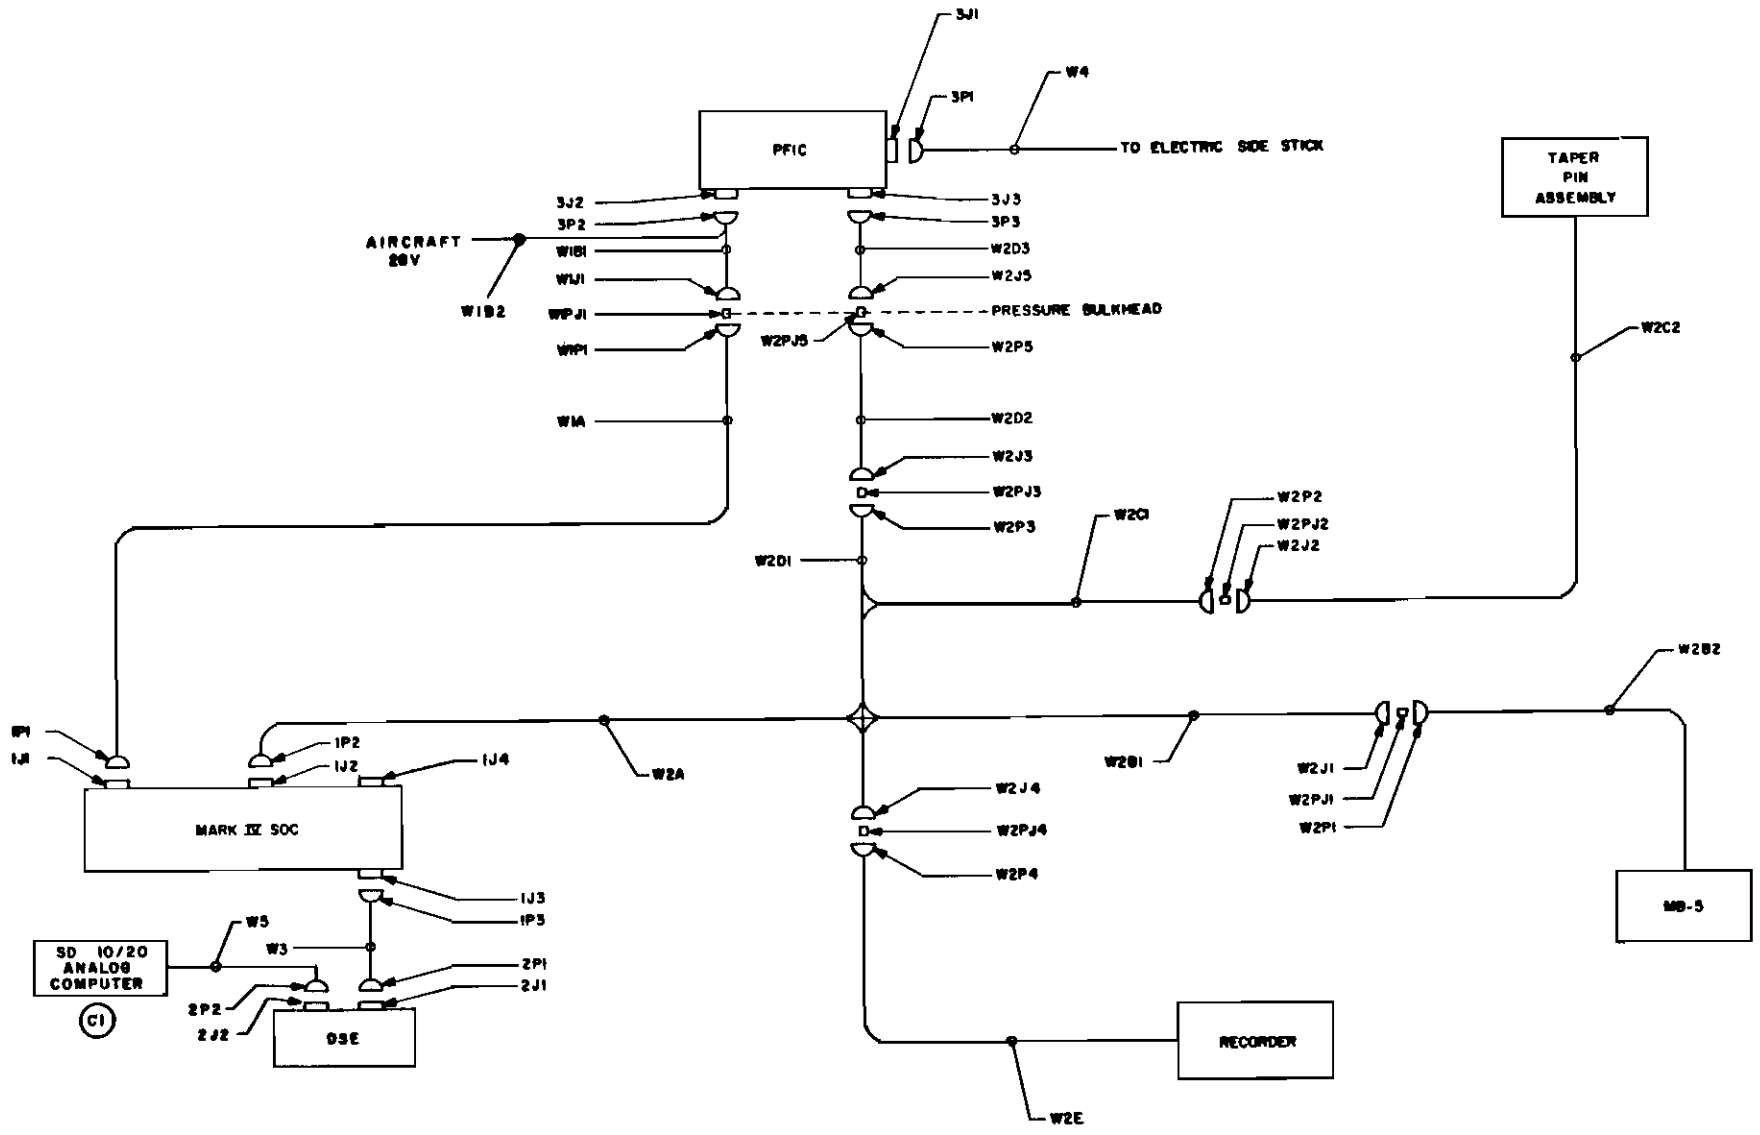 3J1
W4
3P1
PFIC
TO ELECTRIC SIDE STICK
TAPER
PIN
ASSEMBLY
3J2
3J3
3P2
3P3
AIRCRAFT
28V
W1B1
W2D3
W1J1
W2J5
W1B2
W1PJ1
PRESSURE BULKHEAD
W2PJ5
W1P1
W2P5
W2C2
W1A
W2D2
W2J3
W2PJ3
W2P3
W2C1
W2P2
W2PJ2
W2J2
W2D1
W2B2
1P1
1J1
1P2
1J2
1J4
W2A
W2B1
W2J1
W2PJ1
W2P1
MARK IV SOC
W2J4
W2PJ4
W2P4
1J3
1P3
W5
W3
SD 10/20
ANALOG
COMPUTER
C1
2P1
2J1
2P2
2J2
DSE
MB-5
RECORDER
W2E